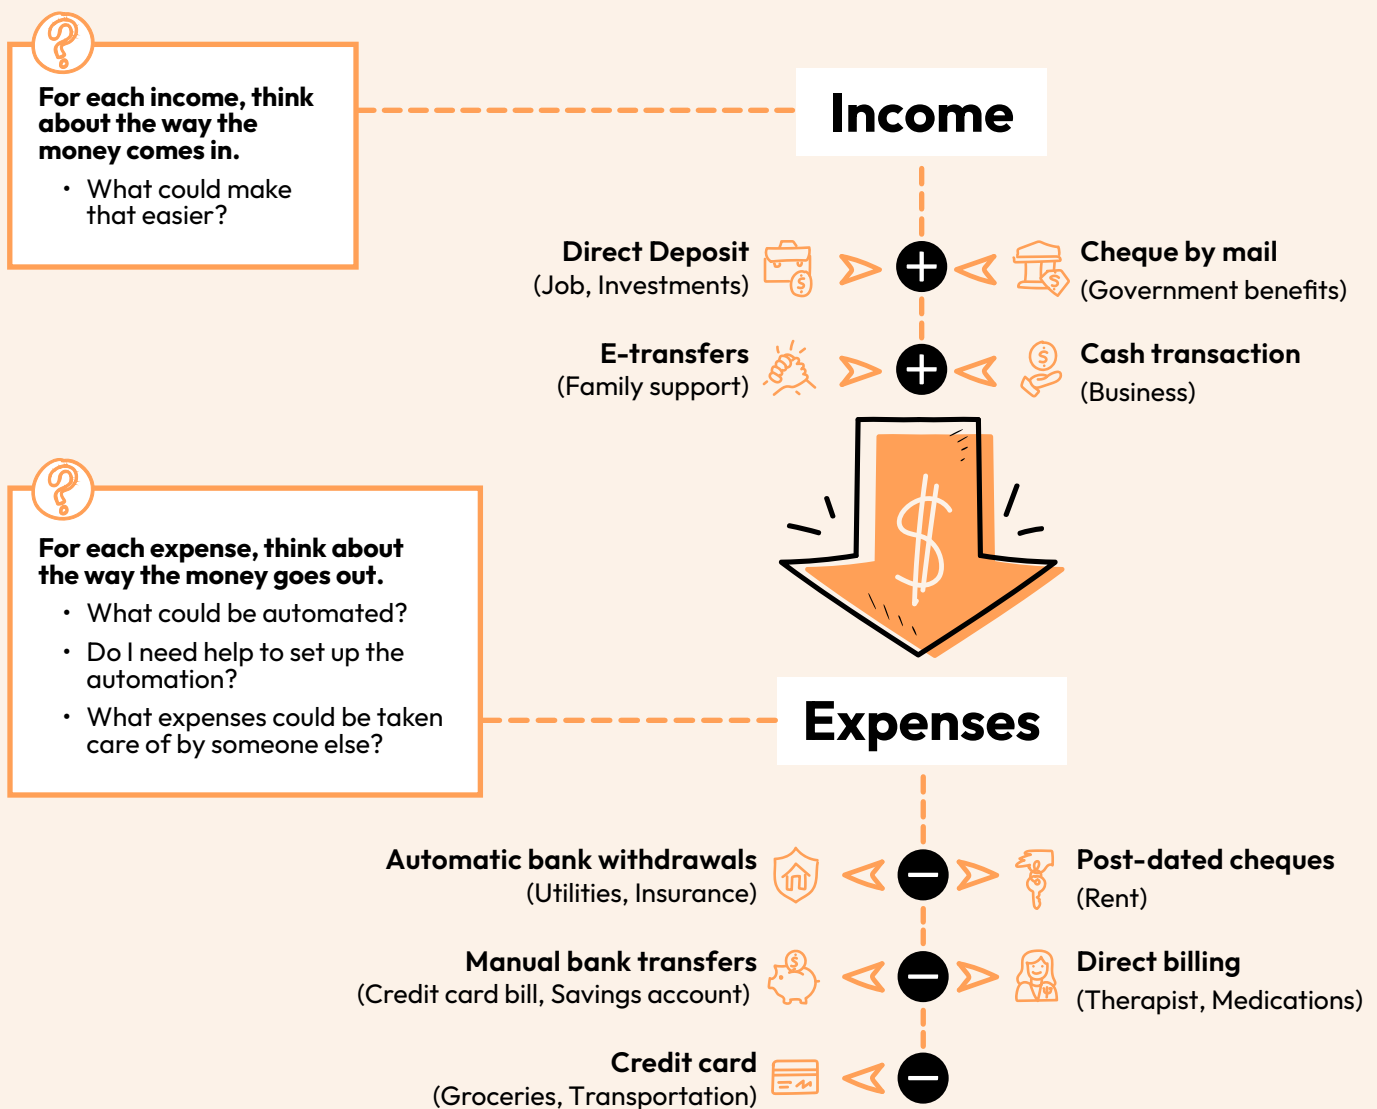 For each income, think
about the way the
money comes in.
• What could make
that easier?
Income
Direct Deposit
(Job, Investments)
Cheque by mail
(Government benefits)
E-transfers
(Family support)
Cash transaction
(Business)
$
For each expense, think about
the way the money goes out.
• What could be automated?
• Do I need help to set up the
automation?
• What expenses could be taken
care of by someone else?
Expenses
Automatic bank withdrawals
(Utilities, Insurance)
Post-dated cheques
(Rent)
Manual bank transfers
(Credit card bill, Savings account)
Direct billing
(Therapist, Medications)
Credit card
(Groceries, Transportation)